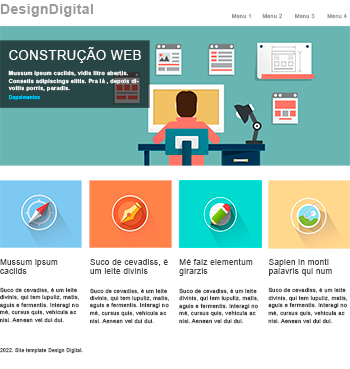 DesignDigital
Menu 1 Menu 2 Menu 3 Menu 4
CONSTRUÇÃO WEB
Mussum ipsum cacilds, vidis litro abertis.
Consetis adipiscings elitis. Pra lá , depois di-
voltis porris, paradis.
Depoimentos
Mussum ipsum
cacilds
Suco de cevadiss, é um leite
divinis, qui tem lupuliz, matis,
aguis e fermentis. Interagi no
mé, cursus quis, vehicula ac
nisi. Aenean vel dui dui.
Suco de cevadiss, é
um leite divinis
Suco de cevadiss, é um leite
divinis, qui tem lupuliz, matis,
aguis e fermentis. Interagi no
mé, cursus quis, vehicula ac
nisi. Aenean vel dui dui.
Mé faiz elementum
girarzis
Suco de cevadiss, é um leite
divinis, qui tem lupuliz, matis,
aguis e fermentis. Interagi no
mé, cursus quis, vehicula ac
nisi. Aenean vel dui dui.
Sapien in monti
palavris qui num
Suco de cevadiss, é um leite
divinis, qui tem lupuliz, matis,
aguis e fermentis. Interagi no
mé, cursus quis, vehicula ac
nisi. Aenean vel dui dui.
2022. Site template Design Digital.